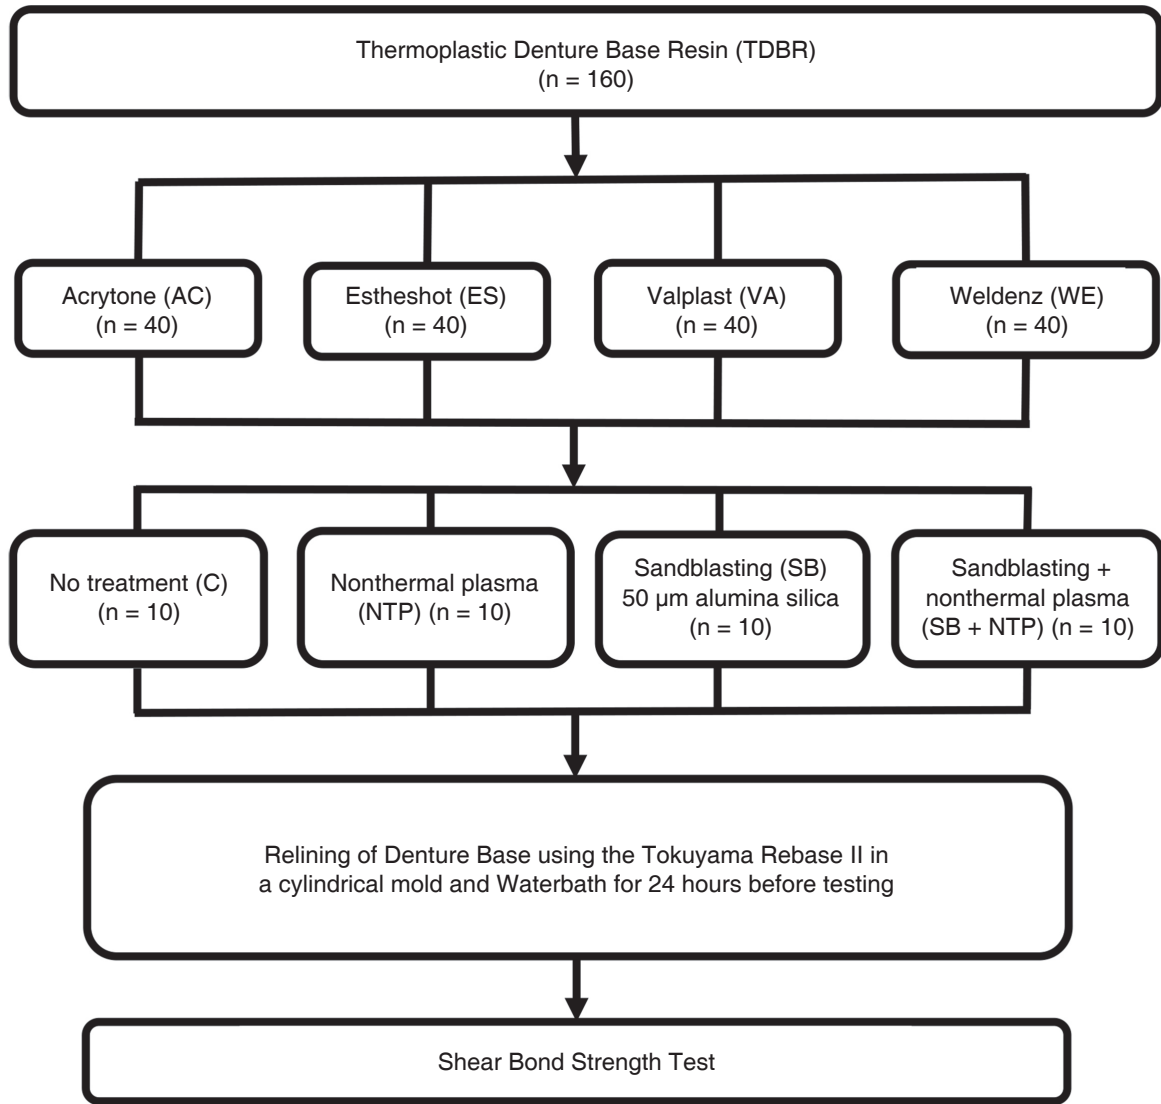 Thermoplastic Denture Base Resin (TDBR)
(n = 160)
Acrytone (AC)
(n = 40)
Estheshot (ES)
(n = 40)
Valplast (VA)
(n = 40)
Weldenz (WE)
(n = 40)
No treatment (C)
(n = 10)
Nonthermal plasma
(NTP) (n = 10)
Sandblasting (SB)
50 μm alumina silica
(n = 10)
Sandblasting +
nonthermal plasma
(SB + NTP) (n = 10)
Relining of Denture Base using the Tokuyama Rebase II in
a cylindrical mold and Waterbath for 24 hours before testing
Shear Bond Strength Test